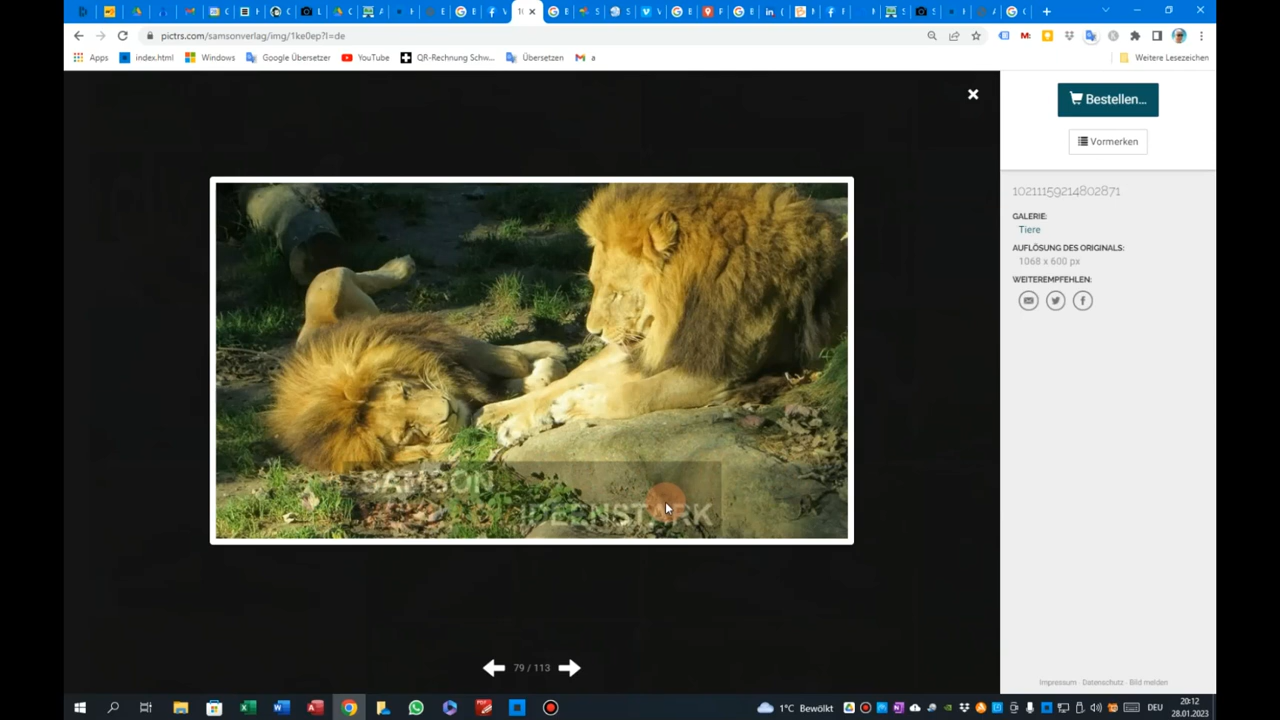 pictrs.com/samsonverlag/img/1ke0ep?l=de
Apps
index.html
Windows
Google Übersetzer
YouTube
QR-Rechnung Schw...
Übersetzen
a
Weitere Lesezeichen
Bestellen...
Vormerken
10211159214802871
GALERIE:
Tiere
AUFLÖSUNG DES ORIGINALS:
1068 x 600 px
WEITEREMPFEHLEN:
SAMSON
IDEENSTARK
79 / 113
Impressum · Datenschutz · Bild melden
1°C Bewölkt
DEU
20:12
28.01.2023